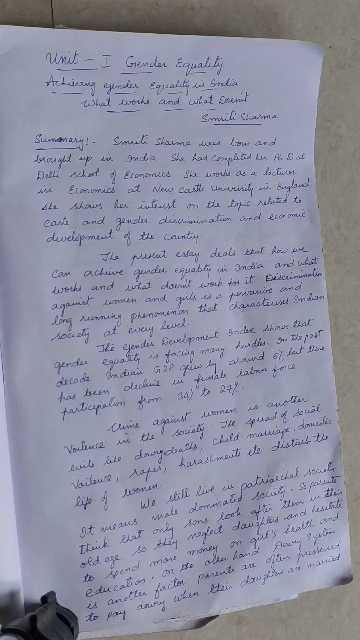 Unit - I Gender Equality
Achieving gender Equality in India
What works and what Doesn't
Smriti Sharma
Summary!- Smriti Sharma was born and
brought up in India. She has completed her Ph.D at
Delhi school of Economics. She works as a lecturer
in Economics at New Castle University in England
she shows her interest on the topic related to
caste and gender discrimination and economic
development of the country.
The present essay deals that how we
can achieve gender equality in India and what
works and what doesn't work for it. Discrimination
against women and girls is a pervasive and
long running phenomenon that characterises Indian
society at every level.
The gender Development Index shows that
gender equality is facing many hurdles. In the past
decade Indian GDP grew by around 6% but there
has been decline in female labour force
participation from 34% to 27%.
Crime against women is another
Voilence in the society. The spread of social
evils like dowry deaths, child marriage, domestic
Voilence, rapes, harashments etc disturb the
life of women.
We still live in patriarchal society
It means male dominated society. Is parents
think that only sons look after them in their
old age. so they neglect daughters and hesitate
to spend more money on girl's health and
education. On the other hand Dowry system
is another factor parents are often pressured
to pay dowry when their daughters are married